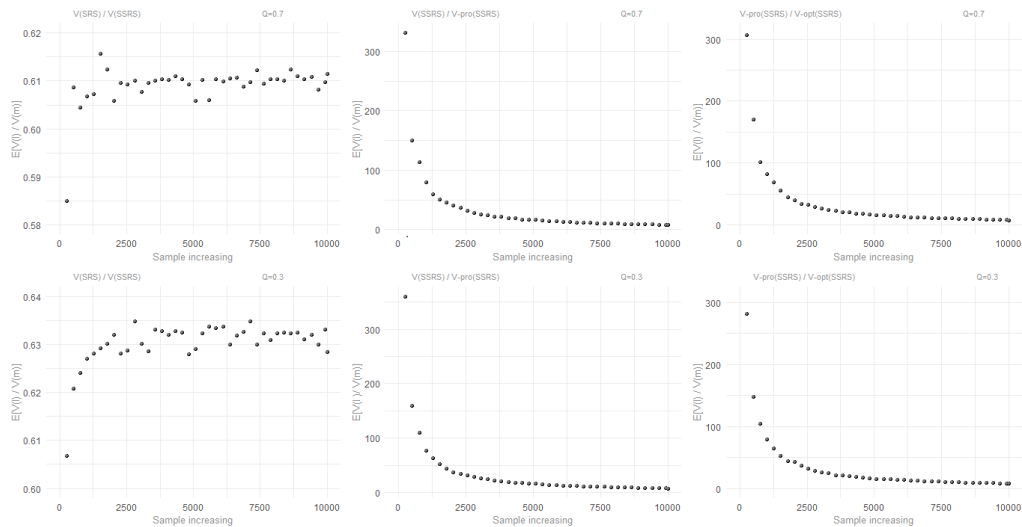 V(SRS) / V(SSRS) Q=0.7
0.62
0.61
0.60
0.59
0.58
E[V(l) / V(m)]
0 2500 5000 7500 10000
Sample increasing
V(SSRS) / V-pro(SSRS) Q=0.7
300
200
100
0
E[V(l) / V(m)]
0 2500 5000 7500 10000
Sample increasing
V-pro(SSRS) / V-opt(SSRS) Q=0.7
300
200
100
0
E[V(l) / V(m)]
0 2500 5000 7500 10000
Sample increasing
V(SRS) / V(SSRS) Q=0.3
0.64
0.63
0.62
0.61
0.60
E[V(l) / V(m)]
0 2500 5000 7500 10000
Sample increasing
V(SSRS) / V-pro(SSRS) Q=0.3
300
200
100
0
E[V(l )/ V(m)]
0 2500 5000 7500 10000
Sample increasing
V-pro(SSRS) / V-opt(SSRS) Q=0.3
300
200
100
0
E[V(l) / V(m)]
0 2500 5000 7500 10000
Sample increasing